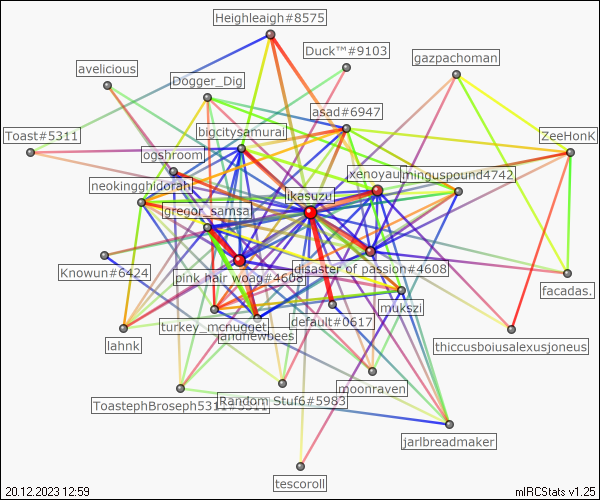 Heighleaigh#8575
Duck™#9103
gazpachoman
avelicious
Dogger_Dig
asad#6947
Toast#5311
bigcitysamurai
ZeeHonK
ogshroom
xenoyaul
minguspound4742
neokingghidorah
ikasuzu
gregor_samsa.
Knowun#6424
pink hair woag#4608
disaster of passion#4608
facadas.
mukszi
default#0617
turkey_mcnugget
andnewbees
lahnk
thiccusboiusalexusjoneus
moonraven
Random Stuf6#5983
ToastephBroseph5311#5311
jarlbreadmaker
tescoroll
20.12.2023 12:59
mIRCStats v1.25